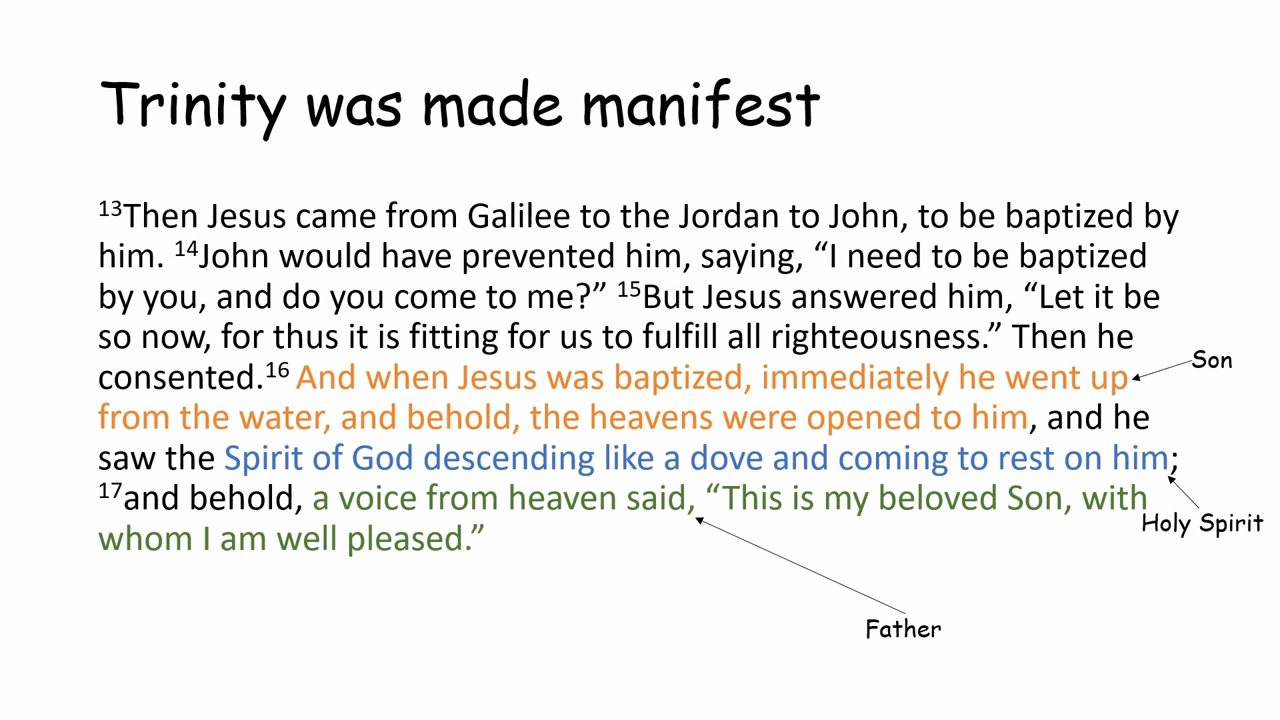 Trinity was made manifest
¹³Then Jesus came from Galilee to the Jordan to John, to be baptized by
him. ¹⁴John would have prevented him, saying, “I need to be baptized
by you, and do you come to me?” ¹⁵But Jesus answered him, “Let it be
so now, for thus it is fitting for us to fulfill all righteousness.” Then he
consented.¹⁶ And when Jesus was baptized, immediately he went up
Son
from the water, and behold, the heavens were opened to him, and he
saw the Spirit of God descending like a dove and coming to rest on him;
¹⁷and behold, a voice from heaven said, “This is my beloved Son, with
Holy Spirit
whom I am well pleased.”
Father